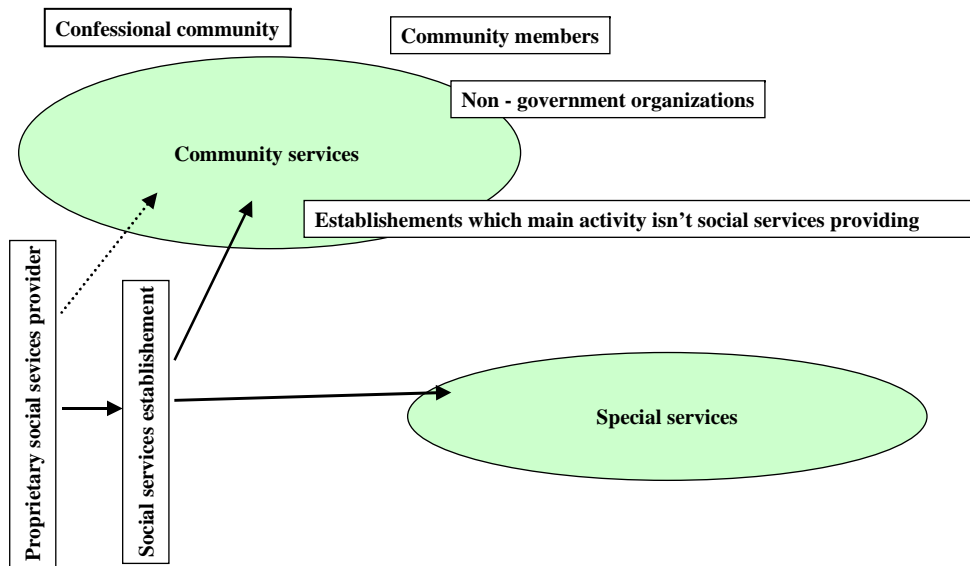 Confessional community
Community members
Non - government organizations
Community services
Establishements which main activity isn't social services providing
Proprietary social sevices provider
Social services establishement
Special services